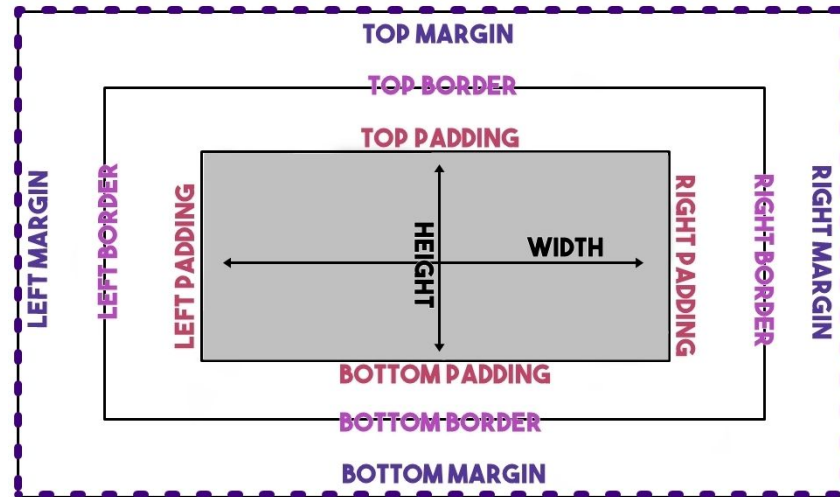 TOP MARGIN
TOP BORDER
TOP PADDING
LEFT MARGIN
LEFT BORDER
LEFT PADDING
HEIGHT
WIDTH
RIGHT PADDING
RIGHT BORDER
RIGHT MARGIN
BOTTOM PADDING
BOTTOM BORDER
BOTTOM MARGIN